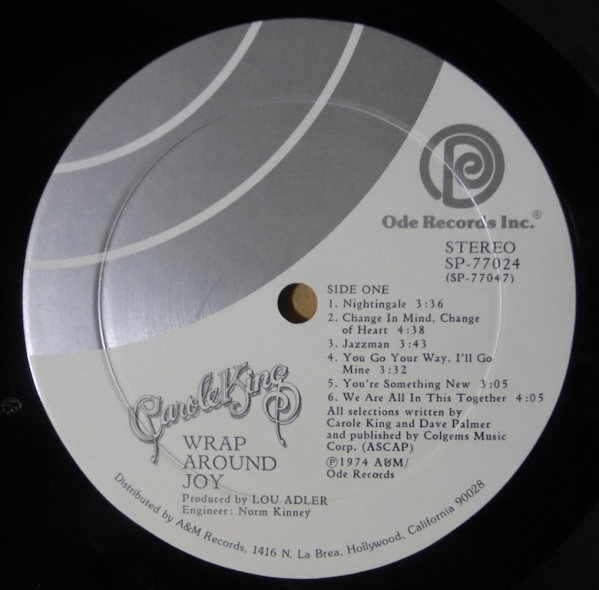 Ode Records Inc.®
STEREO
SP-77024
(SP-77047)
SIDE ONE
1. Nightingale 3:36
2. Change In Mind, Change
of Heart 4:38
3. Jazzman 3:43
4. You Go Your Way, I'll Go
Mine 3:32
5. You're Something New 3:05
6. We Are All In This Together 4:05
All selections written by
Carole King and Dave Palmer
and published by Colgems Music
Corp. (ASCAP)
℗1974 A&M/
Ode Records
Carole King
WRAP
AROUND
JOY
Produced by LOU ADLER
Engineer: Norm Kinney
Distributed by A&M Records, 1416 N. La Brea, Hollywood, California 90028